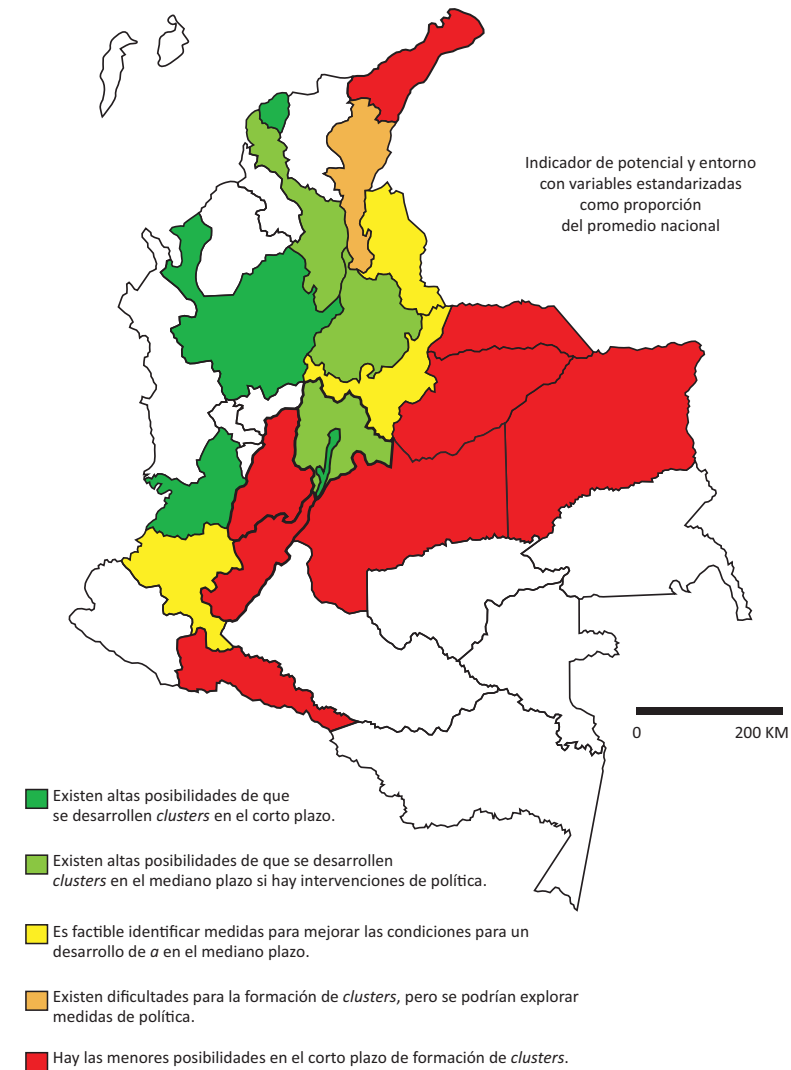 Indicador de potencial y entorno
con variables estandarizadas
como proporción
del promedio nacional
0
200 KM
Existen altas posibilidades de que
se desarrollen clusters en el corto plazo.
Existen altas posibilidades de que se desarrollen
clusters en el mediano plazo si hay intervenciones de política.
Es factible identificar medidas para mejorar las condiciones para un
desarrollo de a en el mediano plazo.
Existen dificultades para la formación de clusters, pero se podrían explorar
medidas de política.
Hay las menores posibilidades en el corto plazo de formación de clusters.